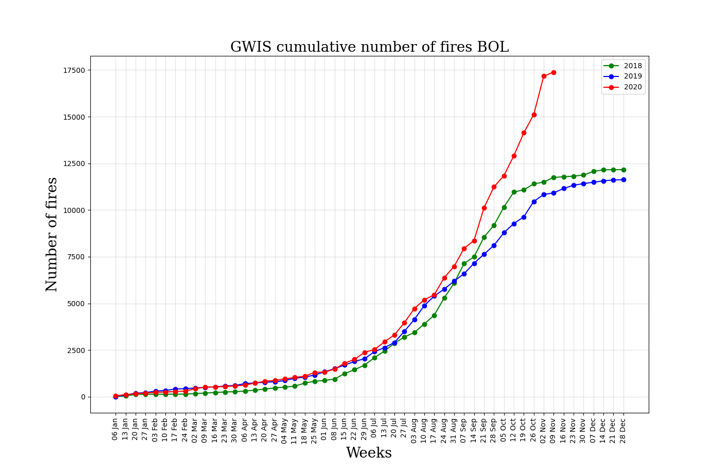 GWIS cumulative number of fires BOL
2018
2019
2020
Number of fires
17500
15000
12500
10000
7500
5000
2500
0
06 Jan
13 Jan
20 Jan
27 Jan
03 Feb
10 Feb
17 Feb
24 Feb
02 Mar
09 Mar
16 Mar
23 Mar
30 Mar
06 Apr
13 Apr
20 Apr
27 Apr
04 May
11 May
18 May
25 May
01 Jun
08 Jun
15 Jun
22 Jun
29 Jun
06 Jul
13 Jul
20 Jul
27 Jul
03 Aug
10 Aug
17 Aug
24 Aug
31 Aug
07 Sep
14 Sep
21 Sep
28 Sep
05 Oct
12 Oct
19 Oct
26 Oct
02 Nov
09 Nov
16 Nov
23 Nov
30 Nov
07 Dec
14 Dec
21 Dec
28 Dec
Weeks